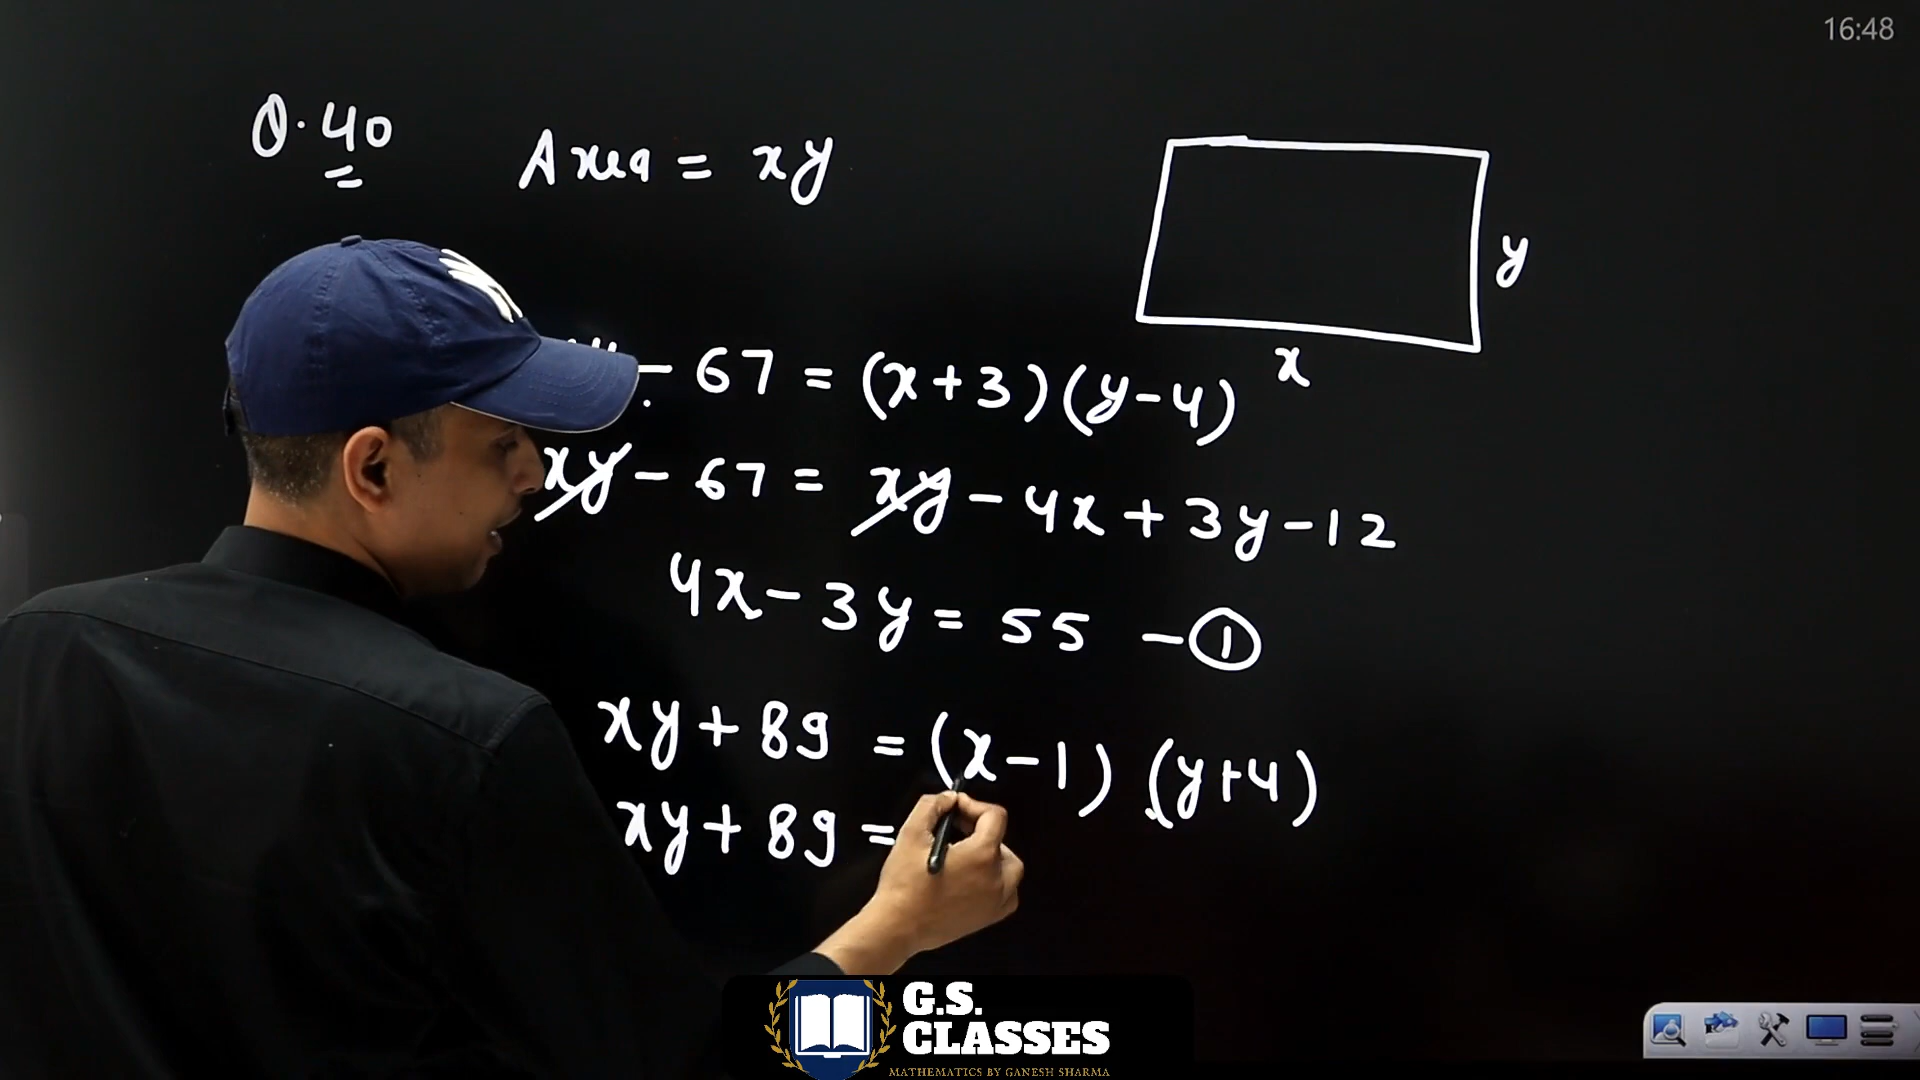 16:48
Q.40 Area = xy
y
x
- 67 = (x+3)(y-4)
xy - 67 = xy - 4x + 3y - 12
4x - 3y = 55 - ①
xy + 89 = (x-1) (y+4)
xy + 89 =
G.S.
CLASSES
MATHEMATICS BY GANESH SHARMA